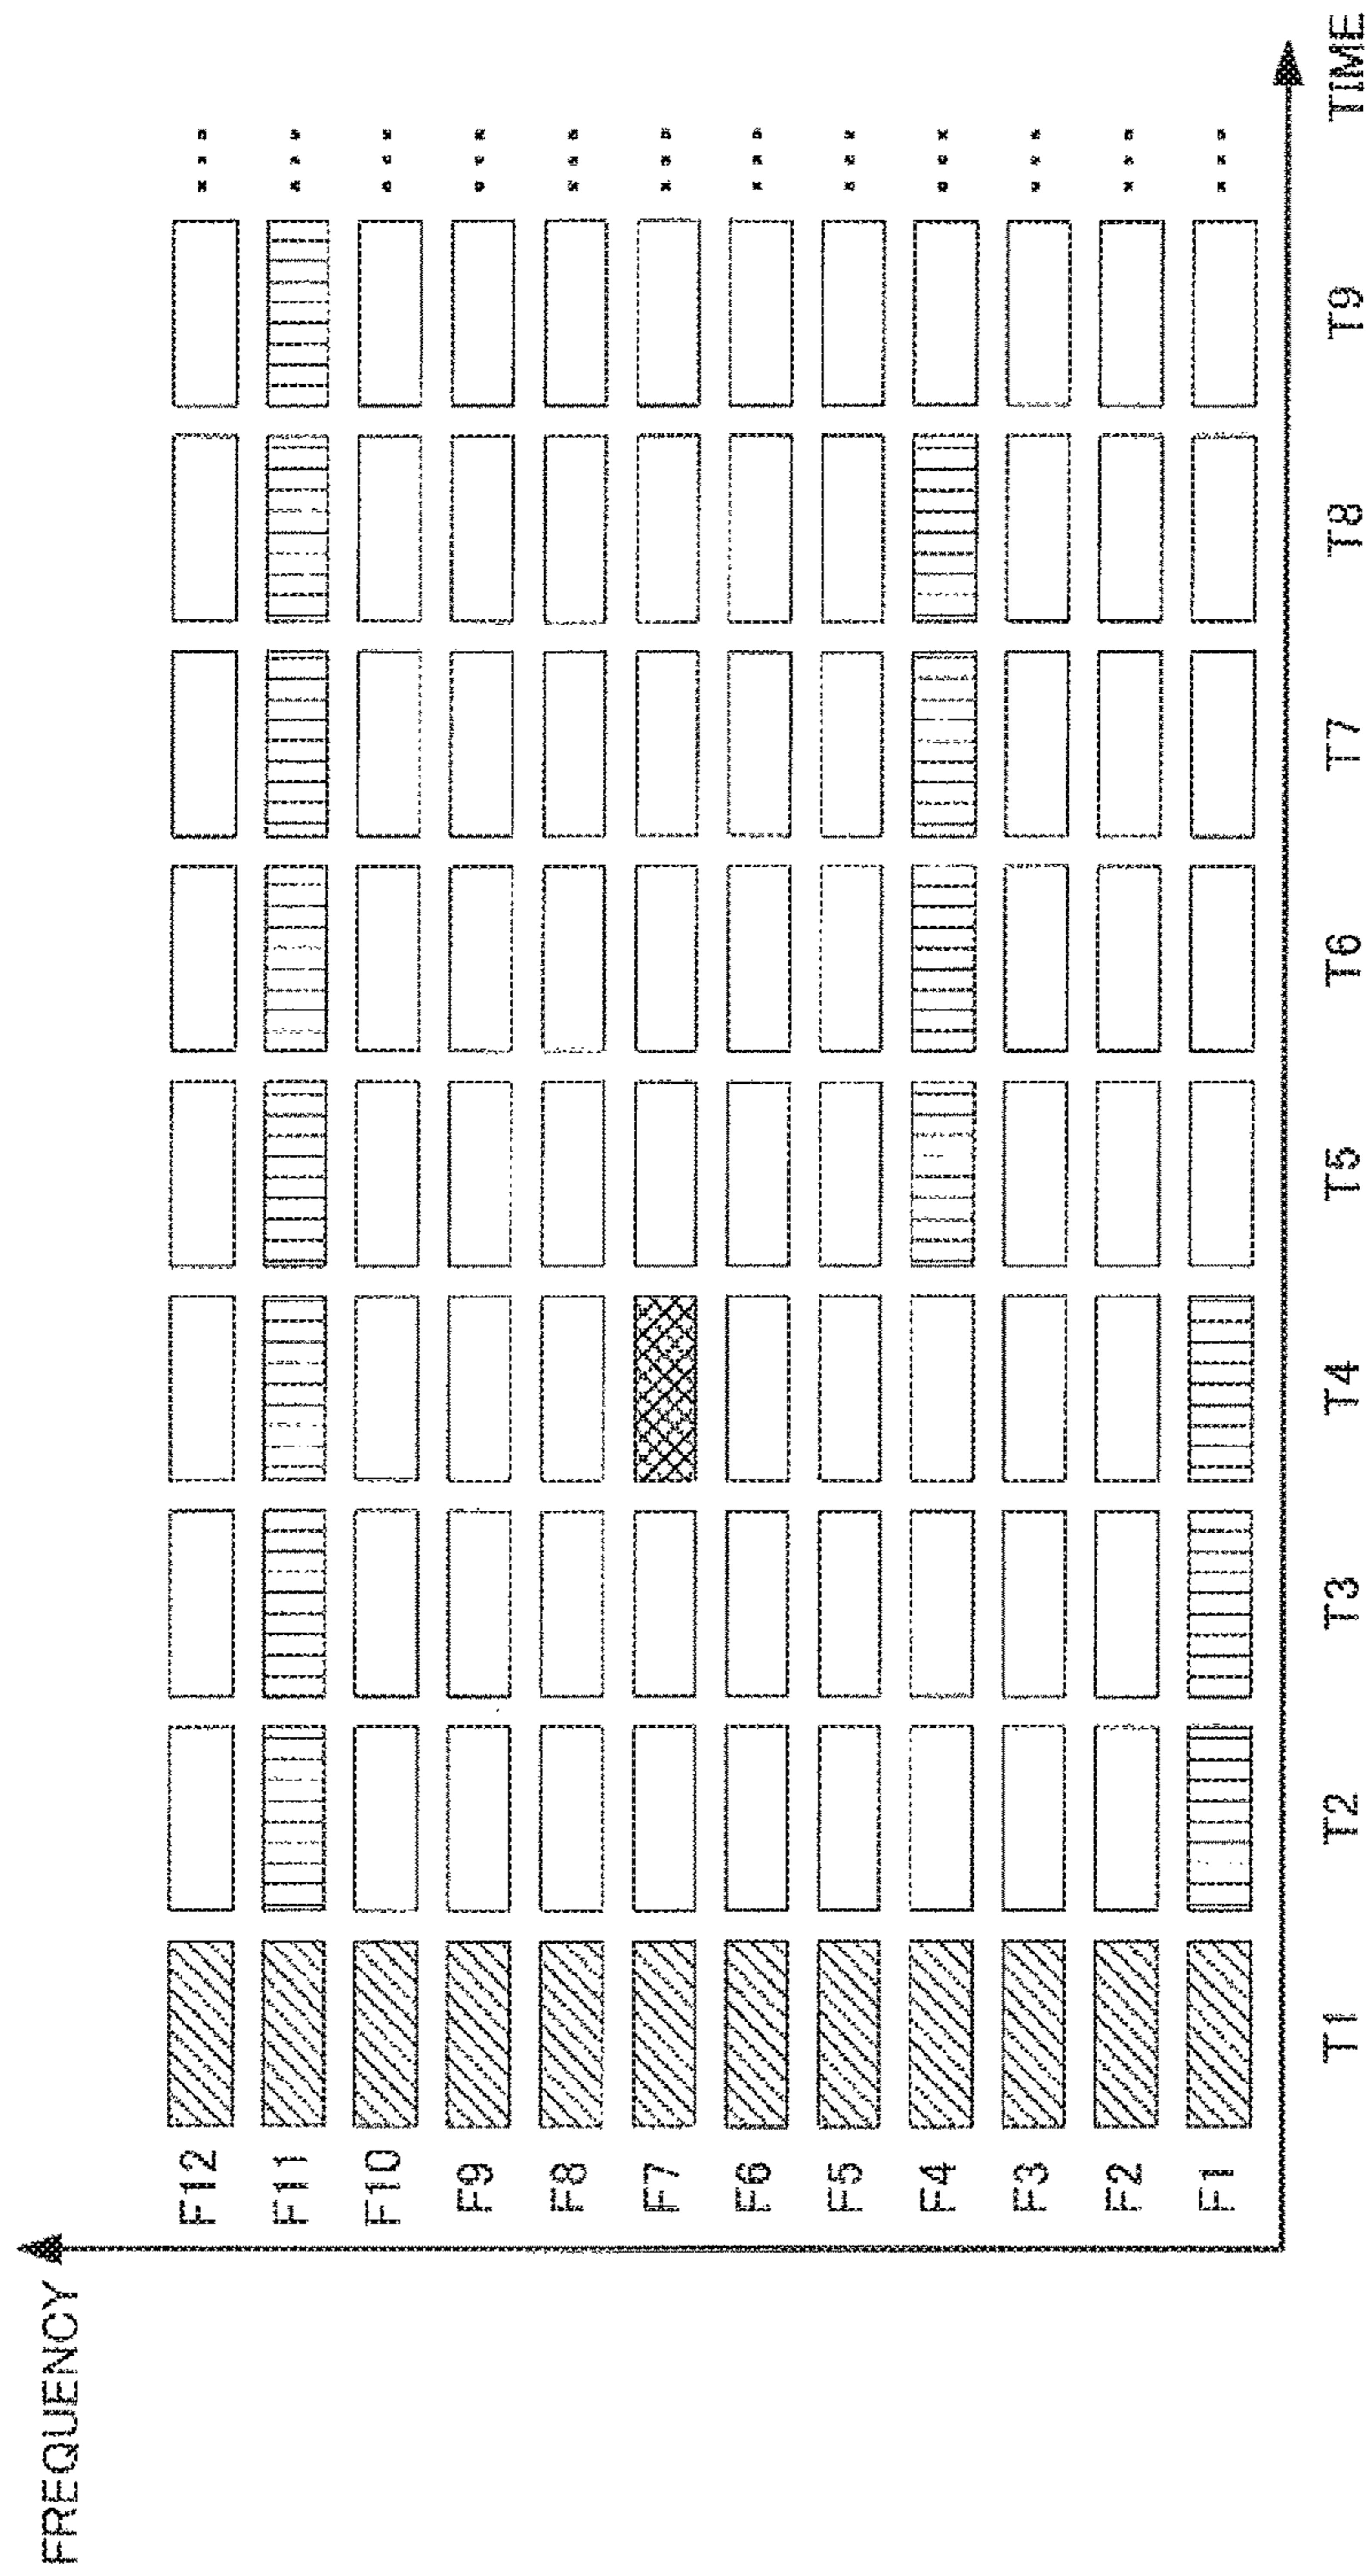 FREQUENCY
F12
F11
F10
F9
F8
F7
F6
F5
F4
F3
F2
F1
T1 T2 T3 T4 T5 T6 T7 T8 T9 TIME